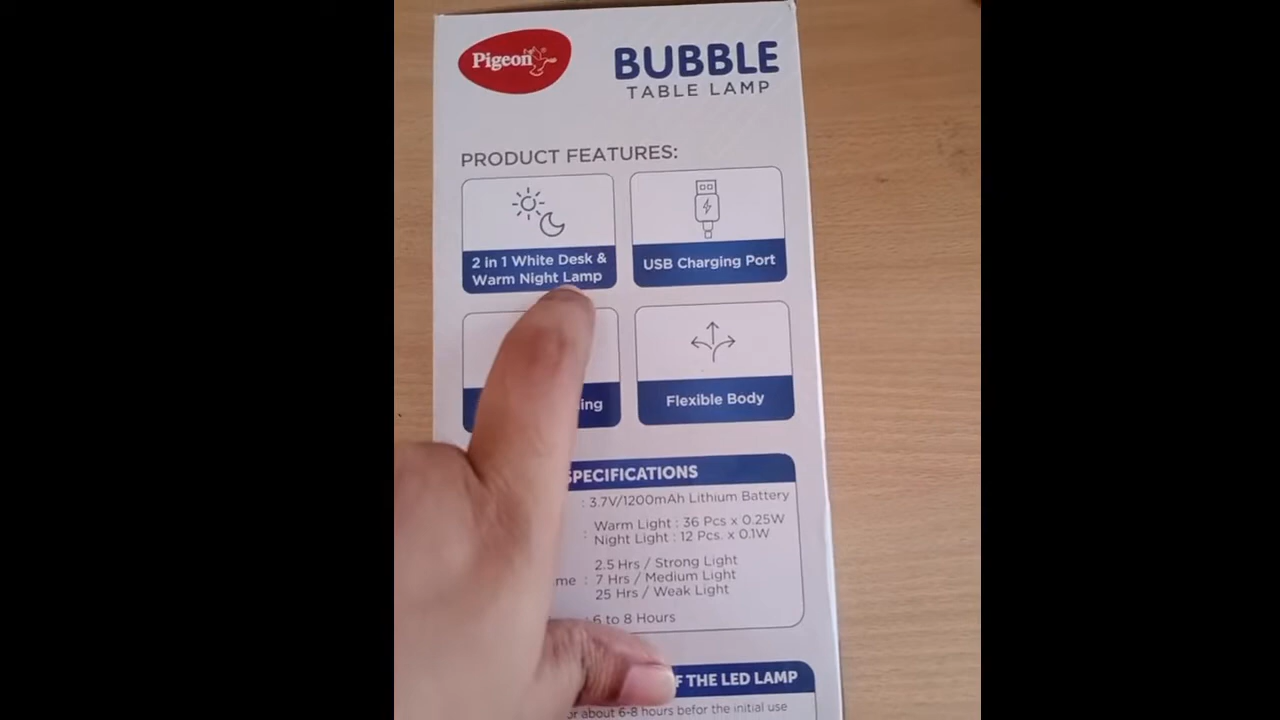 Pigeon
BUBBLE
TABLE LAMP
PRODUCT FEATURES:
2 in 1 White Desk &
Warm Night Lamp
USB Charging Port
Flexible Body
SPECIFICATIONS
: 3.7V/1200mAh Lithium Battery
: Warm Light : 36 Pcs x 0.25W
Night Light : 12 Pcs. x 0.1W
2.5 Hrs / Strong Light
: 7 Hrs / Medium Light
25 Hrs / Weak Light
: 6 to 8 Hours
THE LED LAMP
about 6-8 hours befor the initial use